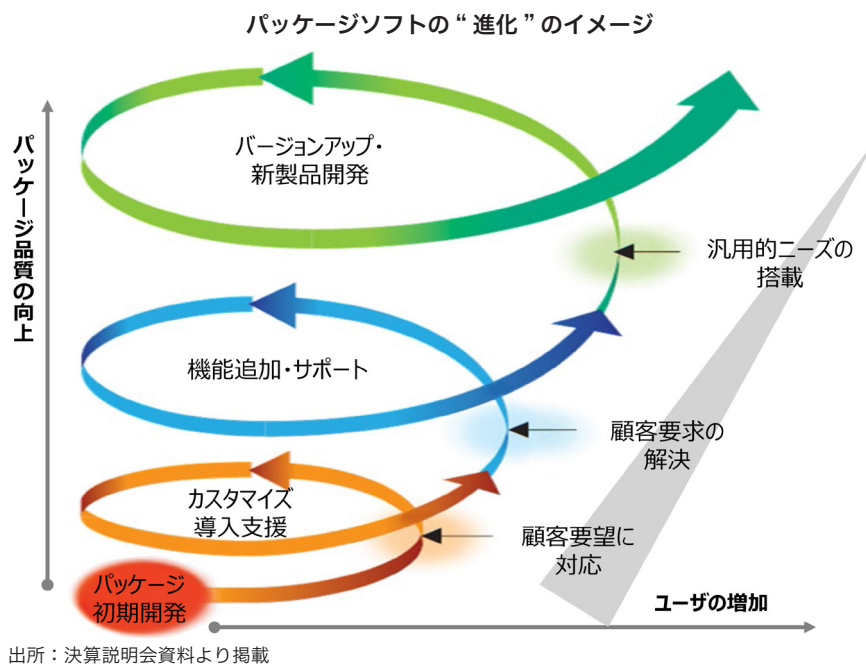 パッケージソフトの“進化”のイメージ
パッケージ品質の向上
バージョンアップ・
新製品開発
汎用的ニーズの
搭載
機能追加・サポート
顧客要求の
解決
カスタマイズ
導入支援
顧客要望に
対応
パッケージ
初期開発
ユーザの増加
出所：決算説明会資料より掲載